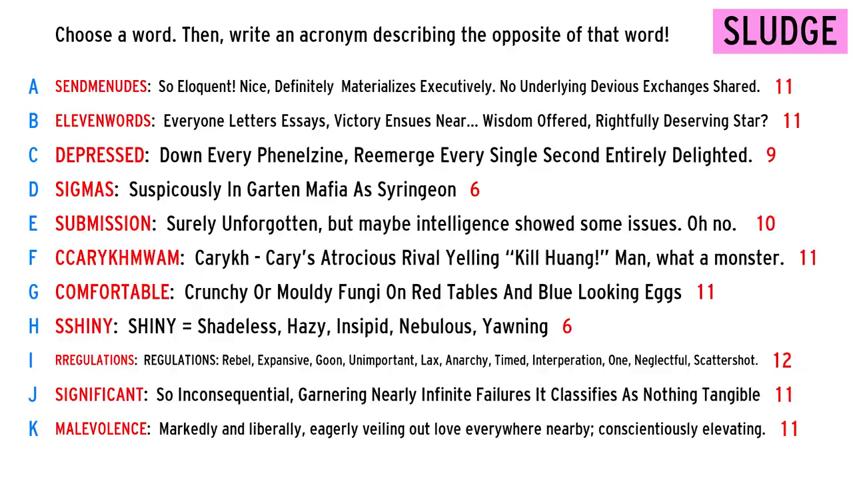 Choose a word. Then, write an acronym describing the opposite of that word!
SLUDGE
A SENDMENUDES: So Eloquent! Nice, Definitely Materializes Executively. No Underlying Devious Exchanges Shared. 11
B ELEVENWORDS: Everyone Letters Essays, Victory Ensues Near... Wisdom Offered, Rightfully Deserving Star? 11
C DEPRESSED: Down Every Phenelzine, Reemerge Every Single Second Entirely Delighted. 9
D SIGMAS: Suspicously In Garten Mafia As Syringeon 6
E SUBMISSION: Surely Unforgotten, but maybe intelligence showed some issues. Oh no. 10
F CCARYKHMWAM: Carykh - Cary's Atrocious Rival Yelling "Kill Huang!" Man, what a monster. 11
G COMFORTABLE: Crunchy Or Mouldy Fungi On Red Tables And Blue Looking Eggs 11
H SSHINY: SHINY = Shadeless, Hazy, Insipid, Nebulous, Yawning 6
I RREGULATIONS: REGULATIONS: Rebel, Expansive, Goon, Unimportant, Lax, Anarchy, Timed, Interperation, One, Neglectful, Scattershot. 12
J SIGNIFICANT: So Inconsequential, Garnering Nearly Infinite Failures It Classifies As Nothing Tangible 11
K MALEVOLENCE: Markedly and liberally, eagerly veiling out love everywhere nearby; conscientiously elevating. 11